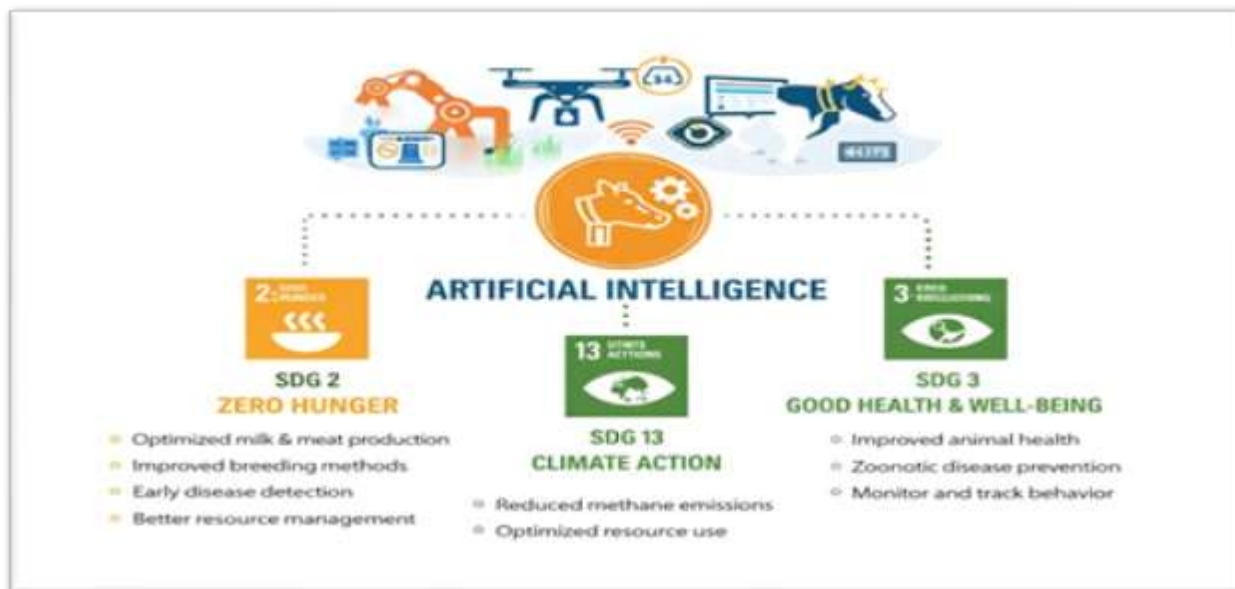 ARTIFICIAL INTELLIGENCE
2
SDG 2
ZERO HUNGER
Optimized milk & meat production
Improved breeding methods
Early disease detection
Better resource management
13
SDG 13
CLIMATE ACTION
Reduced methane emissions
Optimized resource use
3
SDG 3
GOOD HEALTH & WELL-BEING
Improved animal health
Zoonotic disease prevention
Monitor and track behavior